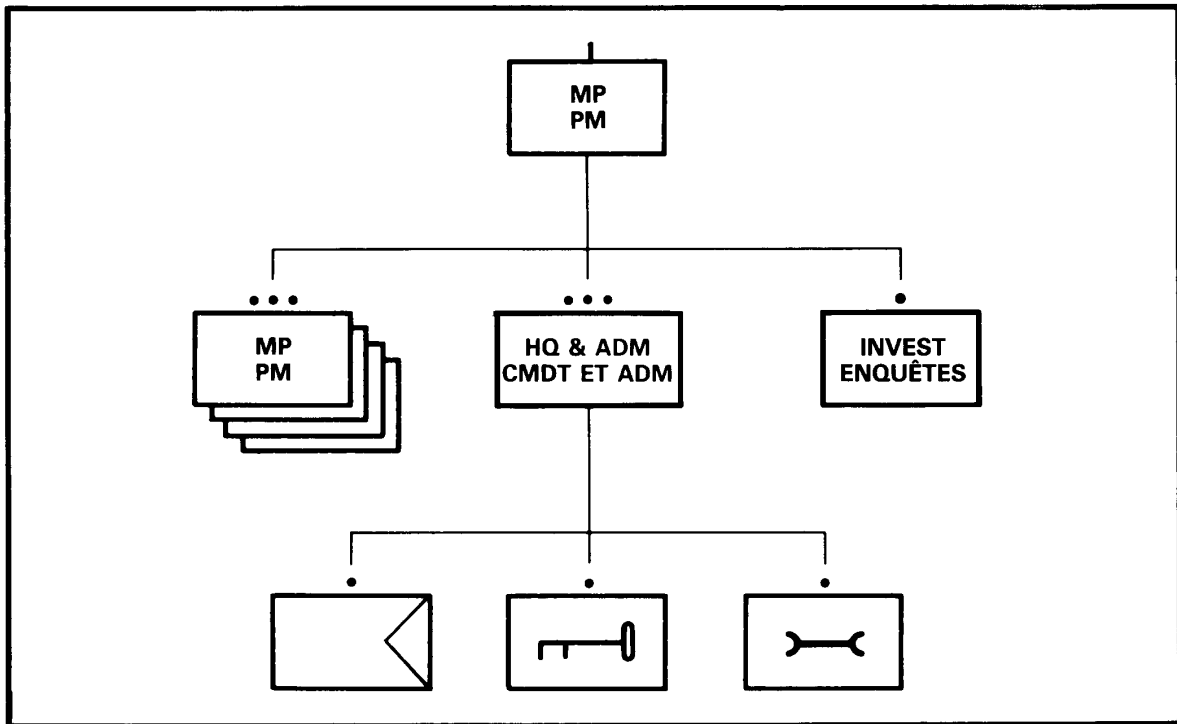 MP
PM
MP
PM
HQ & ADM
CMDT ET ADM
INVEST
ENQUÊTES